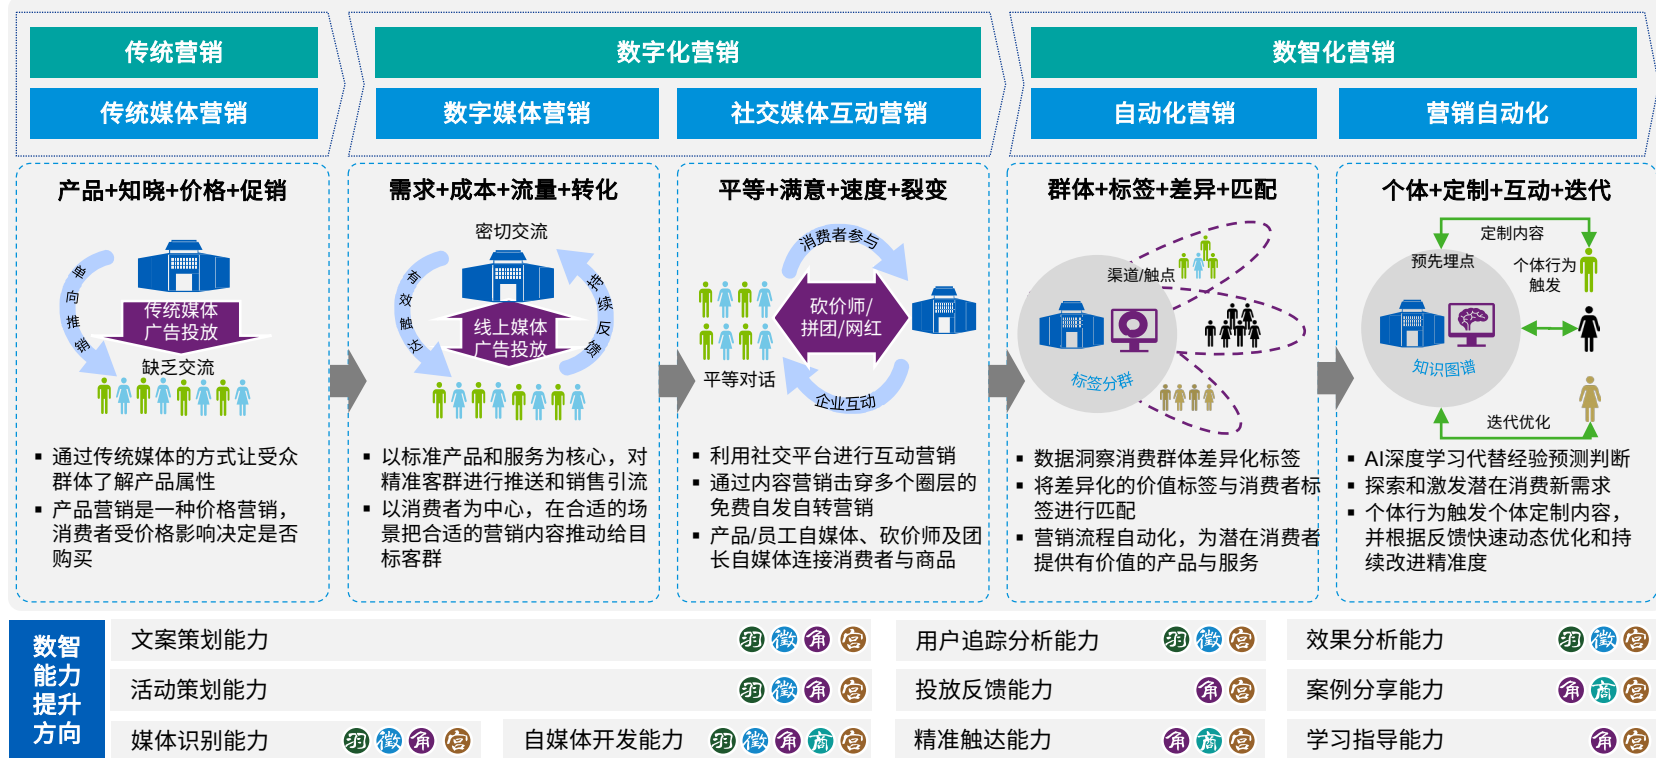 传统营销
数字化营销
数智化营销
传统媒体营销
数字媒体营销
社交媒体互动营销
自动化营销
营销自动化
产品+知晓+价格+促销
单向推销
传统媒体
广告投放
缺乏交流
▪ 通过传统媒体的方式让受众
群体了解产品属性
▪ 产品营销是一种价格营销，
消费者受价格影响决定是否
购买
需求+成本+流量+转化
密切交流
有效触达
持续反馈
线上媒体
广告投放
▪ 以标准产品和服务为核心，对
精准客群进行推送和销售引流
▪ 以消费者为中心，在合适的场
景把合适的营销内容推动给目
标客群
平等+满意+速度+裂变
消费者参与
砍价师/
拼团/网红
平等对话
企业互动
▪ 利用社交平台进行互动营销
▪ 通过内容营销击穿多个圈层的
免费自发自转营销
▪ 产品/员工自媒体、砍价师及团
长自媒体连接消费者与商品
群体+标签+差异+匹配
渠道/触点
标签分群
▪ 数据洞察消费群体差异化标签
▪ 将差异化的价值标签与消费者标
签进行匹配
▪ 营销流程自动化，为潜在消费者
提供有价值的产品与服务
个体+定制+互动+迭代
定制内容
预先埋点
个体行为
触发
知识图谱
迭代优化
▪ AI深度学习代替经验预测判断
▪ 探索和激发潜在消费新需求
▪ 个体行为触发个体定制内容，
并根据反馈快速动态优化和持
续改进精准度
数智
能力
提升
方向
文案策划能力 羽 徵 角 宫
用户追踪分析能力 羽 徵 宫
效果分析能力 羽 徵 宫
活动策划能力 羽 徵 角 宫
投放反馈能力 角 宫
案例分享能力 角 商 宫
媒体识别能力 羽 徵 角 宫
自媒体开发能力 羽 徵 角 商 宫
精准触达能力 角 商 宫
学习指导能力 角 宫